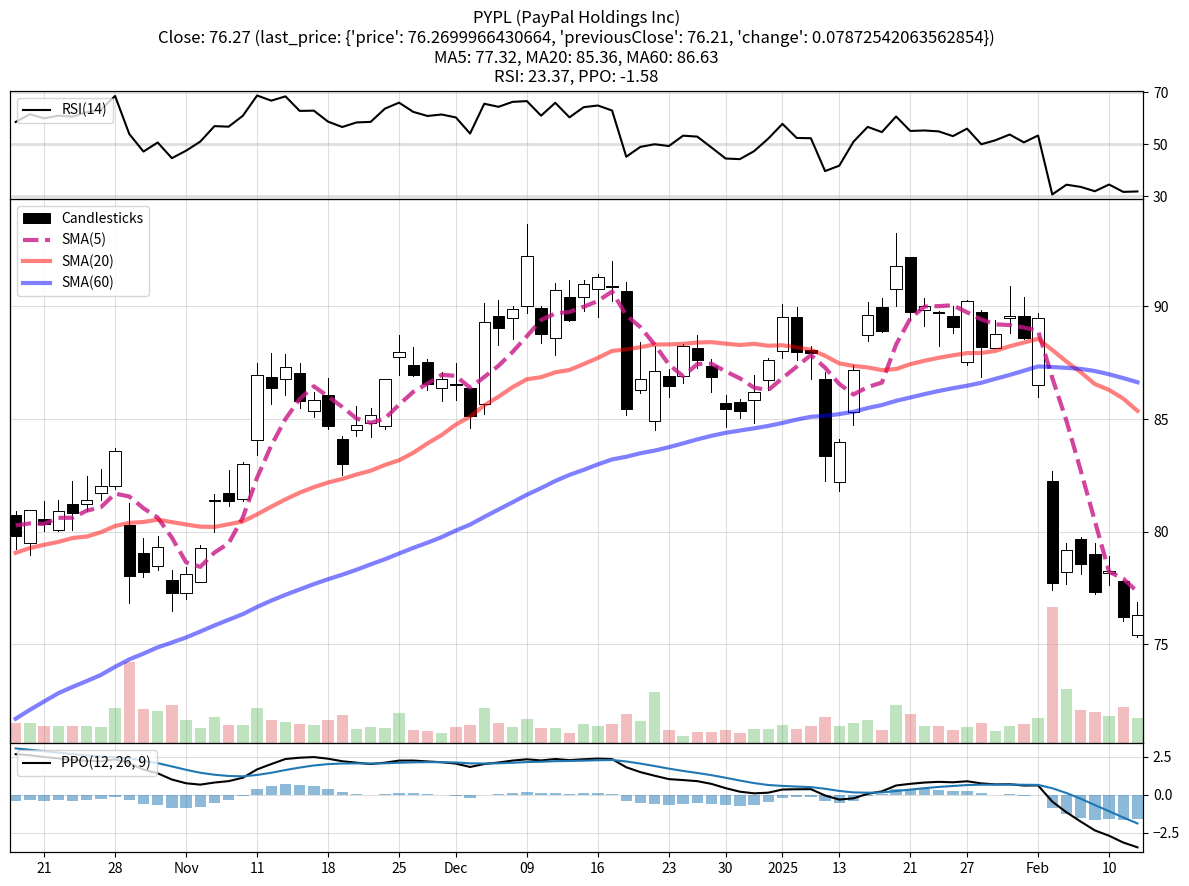 PYPL (PayPal Holdings Inc)
Close: 76.27 (last_price: {'price': 76.2699966430664, 'previousClose': 76.21, 'change': 0.07872542063562854})
MA5: 77.32, MA20: 85.36, MA60: 86.63
RSI: 23.37, PPO: -1.58
RSI(14)
70
50
30
Candlesticks
SMA(5)
SMA(20)
SMA(60)
90
85
80
75
PPO(12, 26, 9)
2.5
0.0
−2.5
21 28 Nov 11 18 25 Dec 09 16 23 30 2025 13 21 27 Feb 10